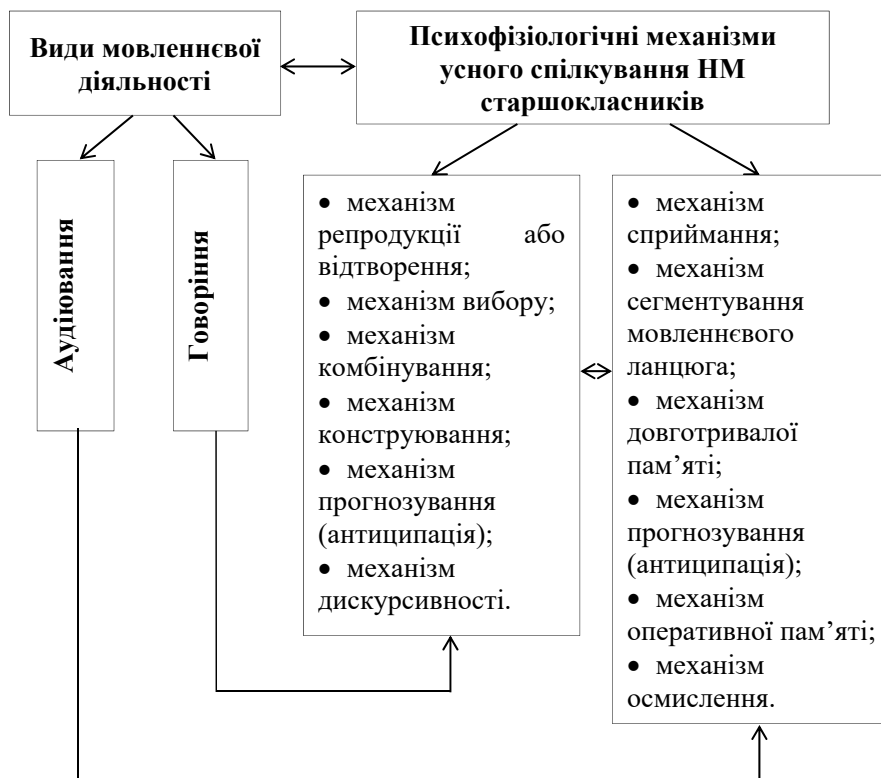 Види мовленнєвої
діяльності
Психофізіологічні механізми
усного спілкування НМ
старшокласників
Аудіювання
Говоріння
• механізм
репродукції або
відтворення;
• механізм вибору;
• механізм
комбінування;
• механізм
конструювання;
• механізм
прогнозування
(антиципація);
• механізм
дискурсивності.
• механізм
сприймання;
• механізм
сегментування
мовленнєвого
ланцюга;
• механізм
довготривалої
пам’яті;
• механізм
прогнозування
(антиципація);
• механізм
оперативної пам’яті;
• механізм
осмислення.